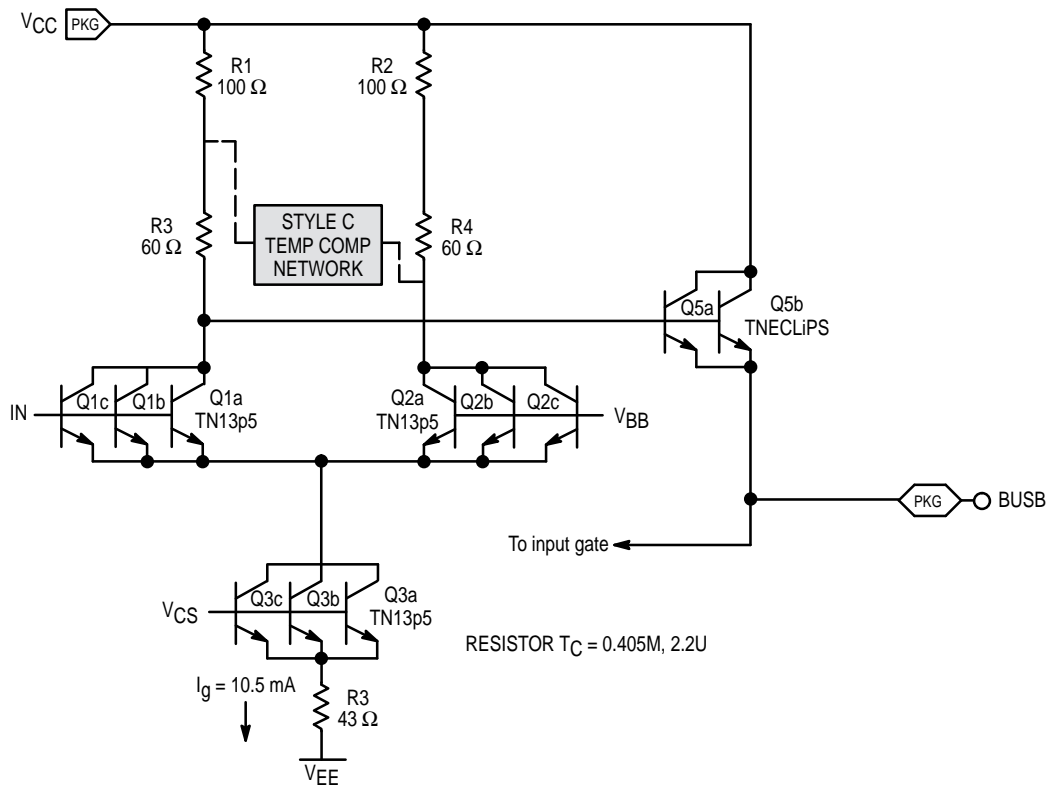 VCC PKG
R1
100 Ω
R2
100 Ω
R3
60 Ω
STYLE C
TEMP COMP
NETWORK
R4
60 Ω
Q5a
Q5b
TNECLiPS
IN
Q1c
Q1b
Q1a
TN13p5
Q2a
TN13p5
Q2b
Q2c
VBB
PKG BUSB
To input gate
VCS
Q3c
Q3b
Q3a
TN13p5
RESISTOR TC = 0.405M, 2.2U
Ig = 10.5 mA
R3
43 Ω
VEE